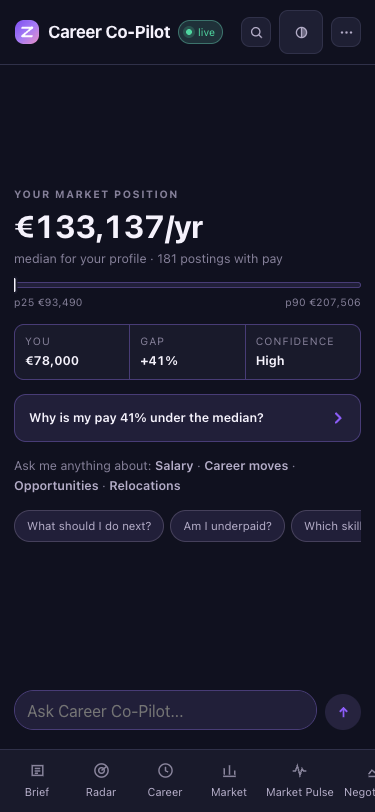 Career Co-Pilot
live
YOUR MARKET POSITION
€133,137/yr
median for your profile · 181 postings with pay
p25 €93,490
p90 €207,506
YOU
€78,000
GAP
+41%
CONFIDENCE
High
Why is my pay 41% under the median?
Ask me anything about: Salary · Career moves ·
Opportunities · Relocations
What should I do next?
Am I underpaid?
Which skill
Ask Career Co-Pilot...
Brief
Radar
Career
Market
Market Pulse
Negot